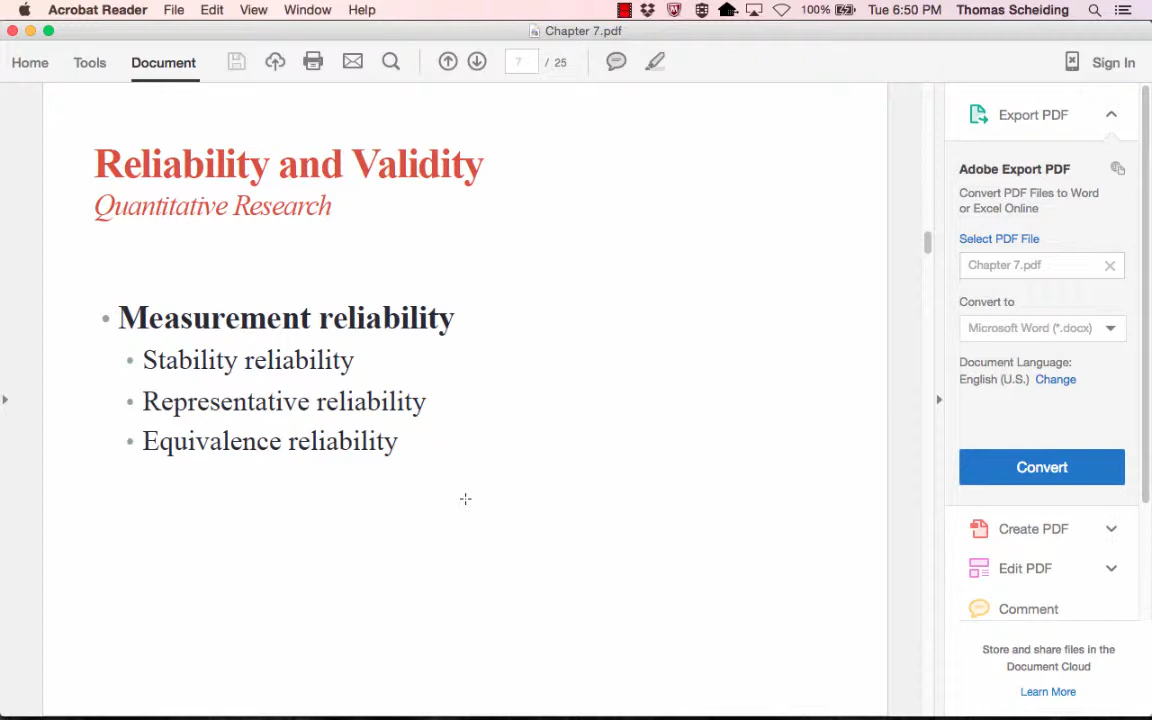 Acrobat Reader File Edit View Window Help 100% Tue 6:50 PM Thomas Scheiding
Chapter 7.pdf
Home Tools Document 7 / 25 Sign In
Reliability and Validity
Quantitative Research
• Measurement reliability
• Stability reliability
• Representative reliability
• Equivalence reliability
Export PDF
Adobe Export PDF
Convert PDF Files to Word
or Excel Online
Select PDF File
Chapter 7.pdf
Convert to
Microsoft Word (*.docx)
Document Language:
English (U.S.) Change
Convert
Create PDF
Edit PDF
Comment
Store and share files in the
Document Cloud
Learn More